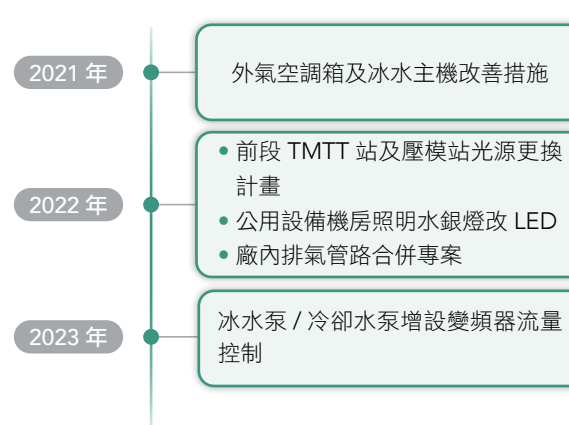 2021 年
外氣空調箱及冰水主機改善措施
2022 年
• 前段 TMTT 站及壓模站光源更換
計畫
• 公用設備機房照明水銀燈改 LED
• 廠內排氣管路合併專案
2023 年
冰水泵 / 冷卻水泵增設變頻器流量
控制